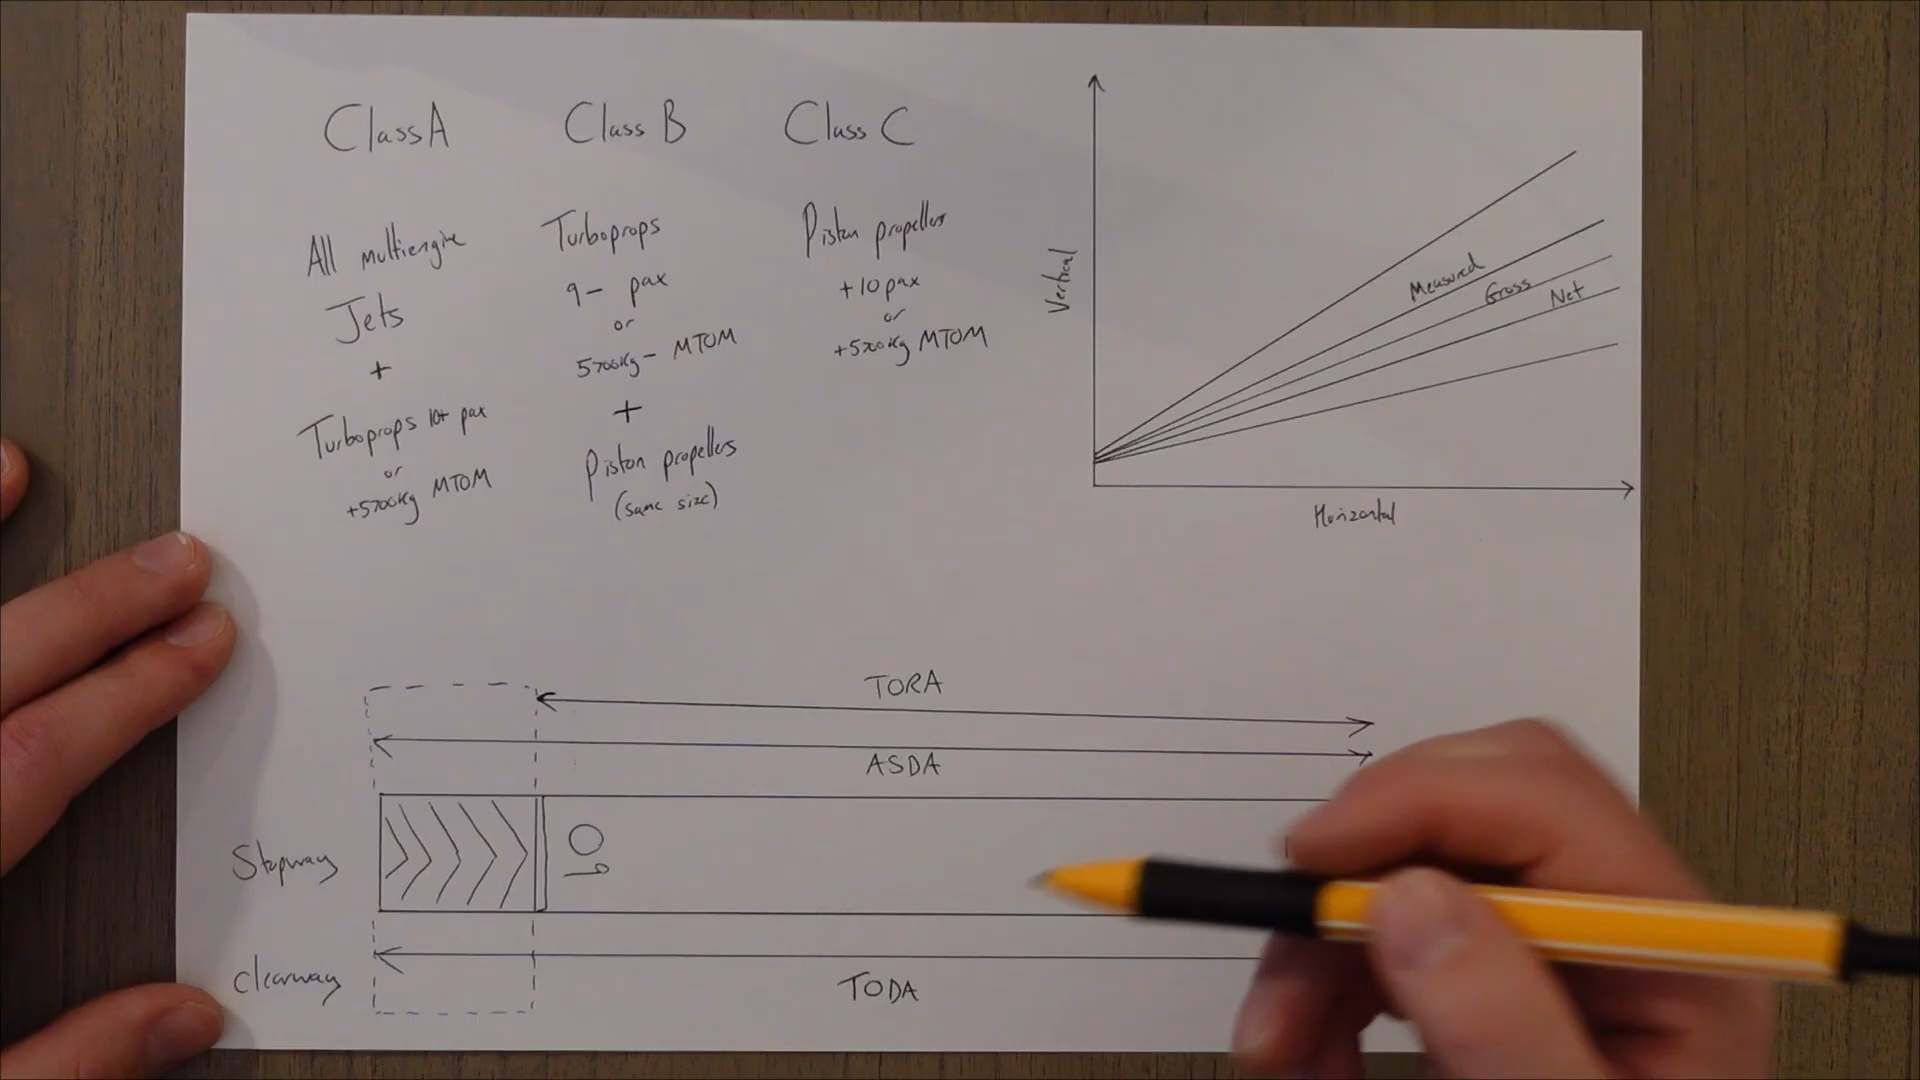 Class A
All multiengine
Jets
+
Turboprops 10+ pax
or
+5700kg MTOM
Class B
Turboprops
9- pax
or
5700kg- MTOM
+
Piston propellers
(same size)
Class C
Piston propellers
+10 pax
or
+5700kg MTOM
Vertical
Measured
Gross
Net
Horizontal
TORA
ASDA
Stopway
09
Clearway
TODA